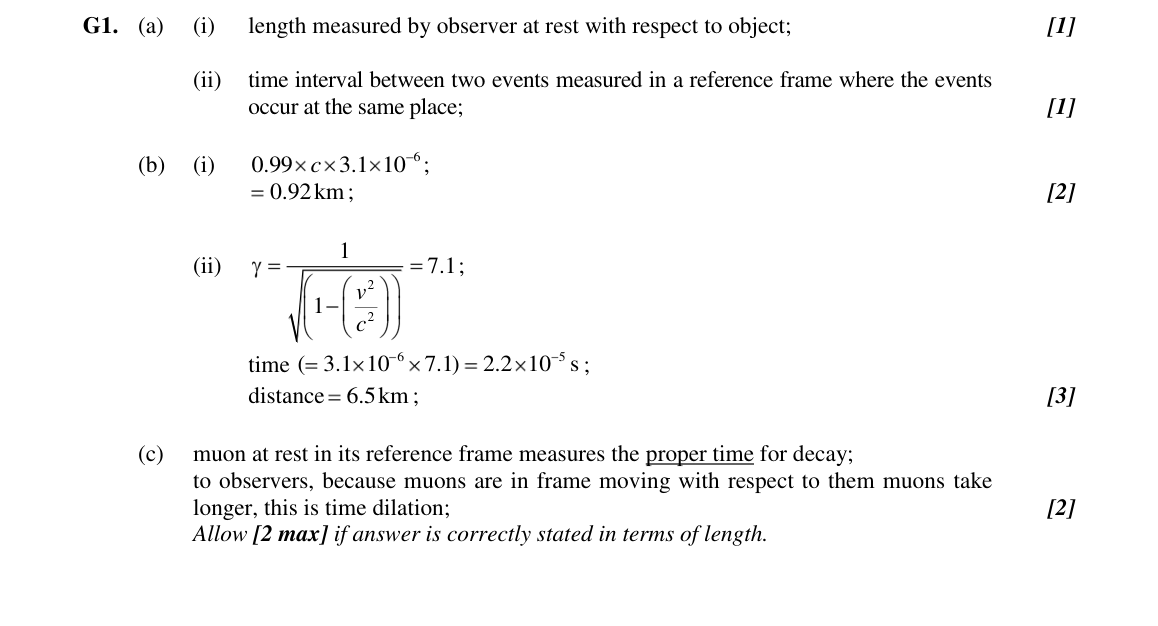 G1. (a) (i) length measured by observer at rest with respect to object; [1]
(ii) time interval between two events measured in a reference frame where the events
occur at the same place; [1]
(b) (i) 0.99×c×3.1×10⁻⁶;
= 0.92 km; [2]
(ii) γ = 1/√((1−(v²/c²))) = 7.1;
time (= 3.1×10⁻⁶ × 7.1) = 2.2×10⁻⁵ s;
distance = 6.5 km; [3]
(c) muon at rest in its reference frame measures the proper time for decay;
to observers, because muons are in frame moving with respect to them muons take
longer, this is time dilation; [2]
Allow [2 max] if answer is correctly stated in terms of length.